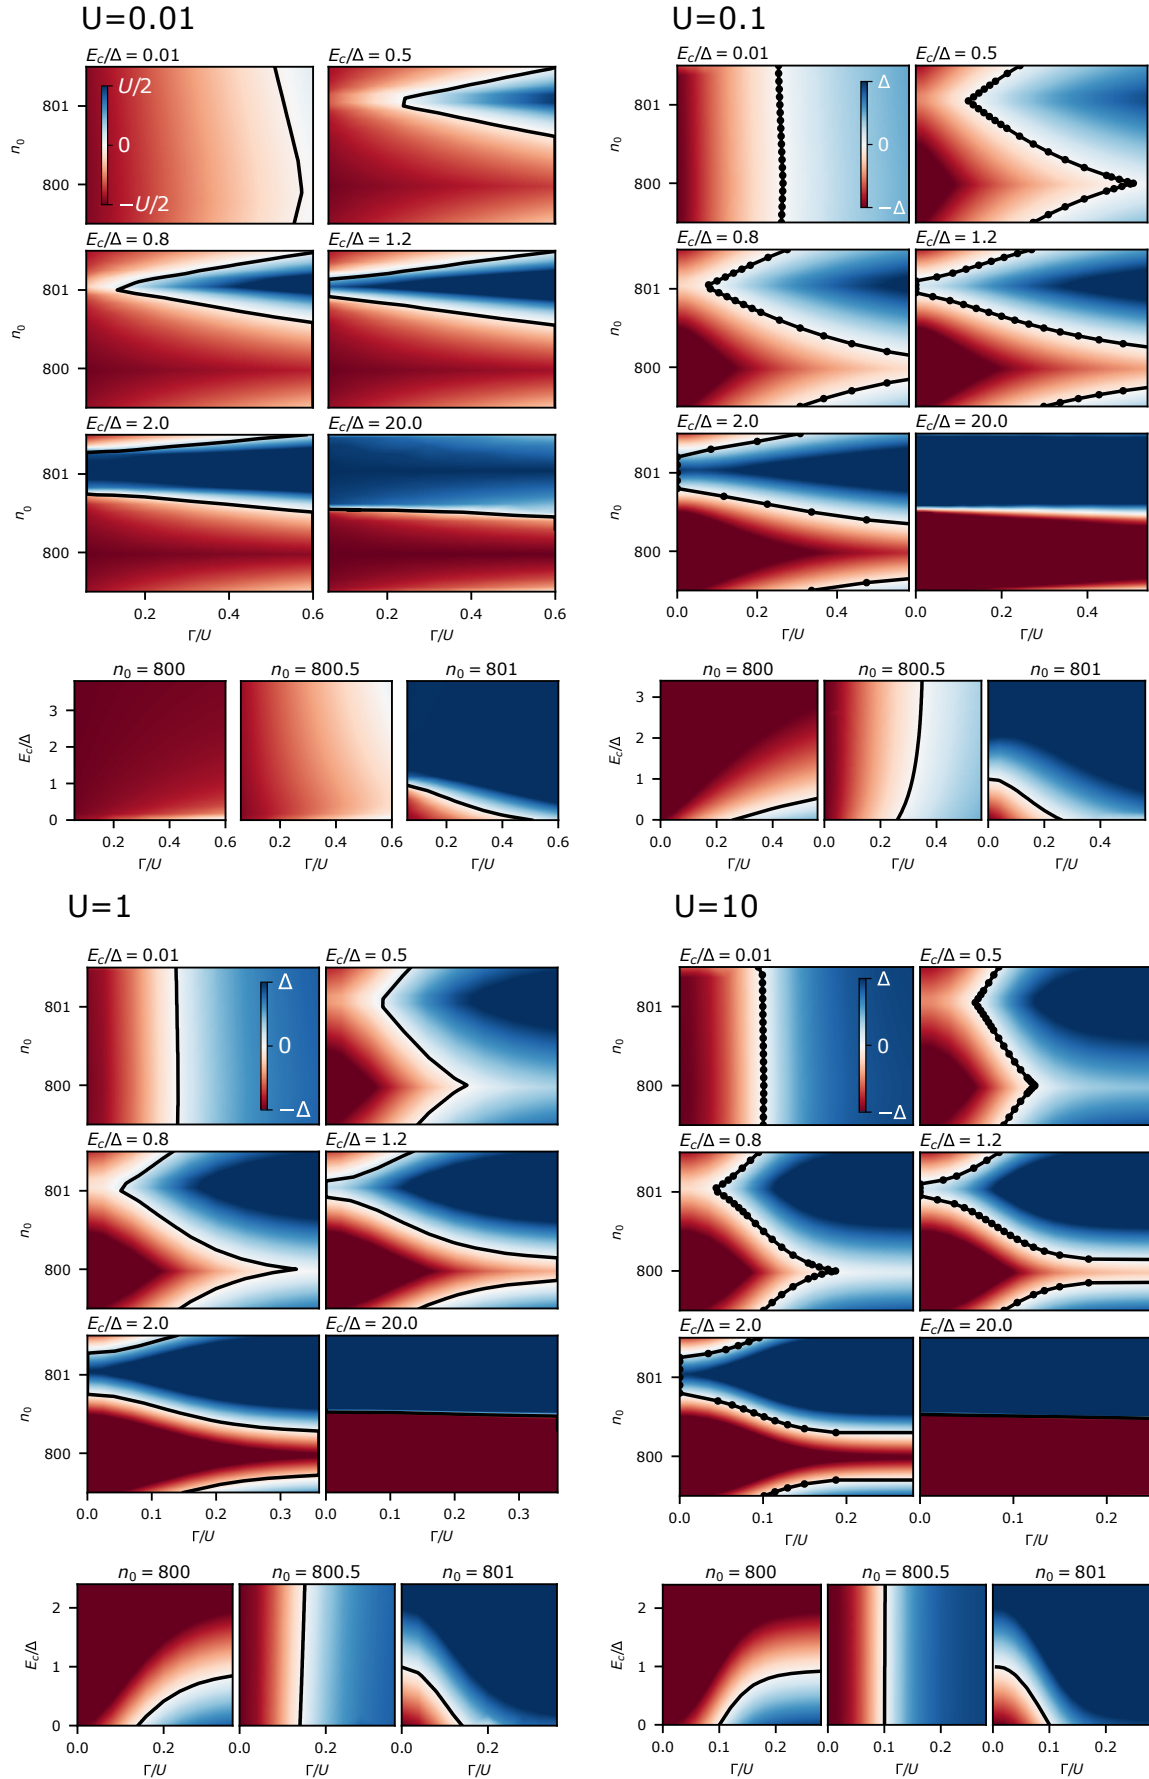 U=0.01
E_c/Δ = 0.01
0.5
U/2
0
−U/2
801
800
n_0
E_c/Δ = 0.8
1.2
801
800
n_0
E_c/Δ = 2.0
E_c/Δ = 20.0
801
800
n_0
0.2 0.4 0.6
0.2 0.4 0.6
Γ/U
Γ/U
n_0 = 800
n_0 = 800.5
n_0 = 801
3
2
1
0
E_c/Δ
0.2 0.4 0.6
0.2 0.4 0.6
0.2 0.4 0.6
Γ/U
Γ/U
Γ/U
U=0.1
E_c/Δ = 0.01
0.5
Δ
0
−Δ
801
800
n_0
E_c/Δ = 0.8
E_c/Δ = 1.2
801
800
n_0
E_c/Δ = 2.0
E_c/Δ = 20.0
801
800
n_0
0.0 0.2 0.4
0.0 0.2 0.4
Γ/U
Γ/U
n_0 = 800
n_0 = 800.5
n_0 = 801
3
2
1
0
E_c/Δ
0.0 0.2 0.4
0.0 0.2 0.4
0.0 0.2 0.4
Γ/U
Γ/U
Γ/U
U=1
E_c/Δ = 0.01
E_c/Δ = 0.5
Δ
0
−Δ
801
800
n_0
E_c/Δ = 0.8
E_c/Δ = 1.2
801
800
n_0
E_c/Δ = 2.0
E_c/Δ = 20.0
801
800
n_0
0.0 0.1 0.2 0.3
0.0 0.1 0.2 0.3
Γ/U
Γ/U
n_0 = 800
n_0 = 800.5
n_0 = 801
2
1
0
E_c/Δ
0.0 0.2
0.0 0.2
0.0 0.2
Γ/U
Γ/U
Γ/U
U=10
E_c/Δ = 0.01
E_c/Δ = 0.5
Δ
0
−Δ
801
800
n_0
E_c/Δ = 0.8
E_c/Δ = 1.2
801
800
n_0
E_c/Δ = 2.0
E_c/Δ = 20.0
801
800
n_0
0.0 0.1 0.2
0.0 0.1 0.2
Γ/U
Γ/U
n_0 = 800
n_0 = 800.5
n_0 = 801
2
1
0
E_c/Δ
0.0 0.1 0.2
0.0 0.1 0.2
0.0 0.1 0.2
Γ/U
Γ/U
Γ/U